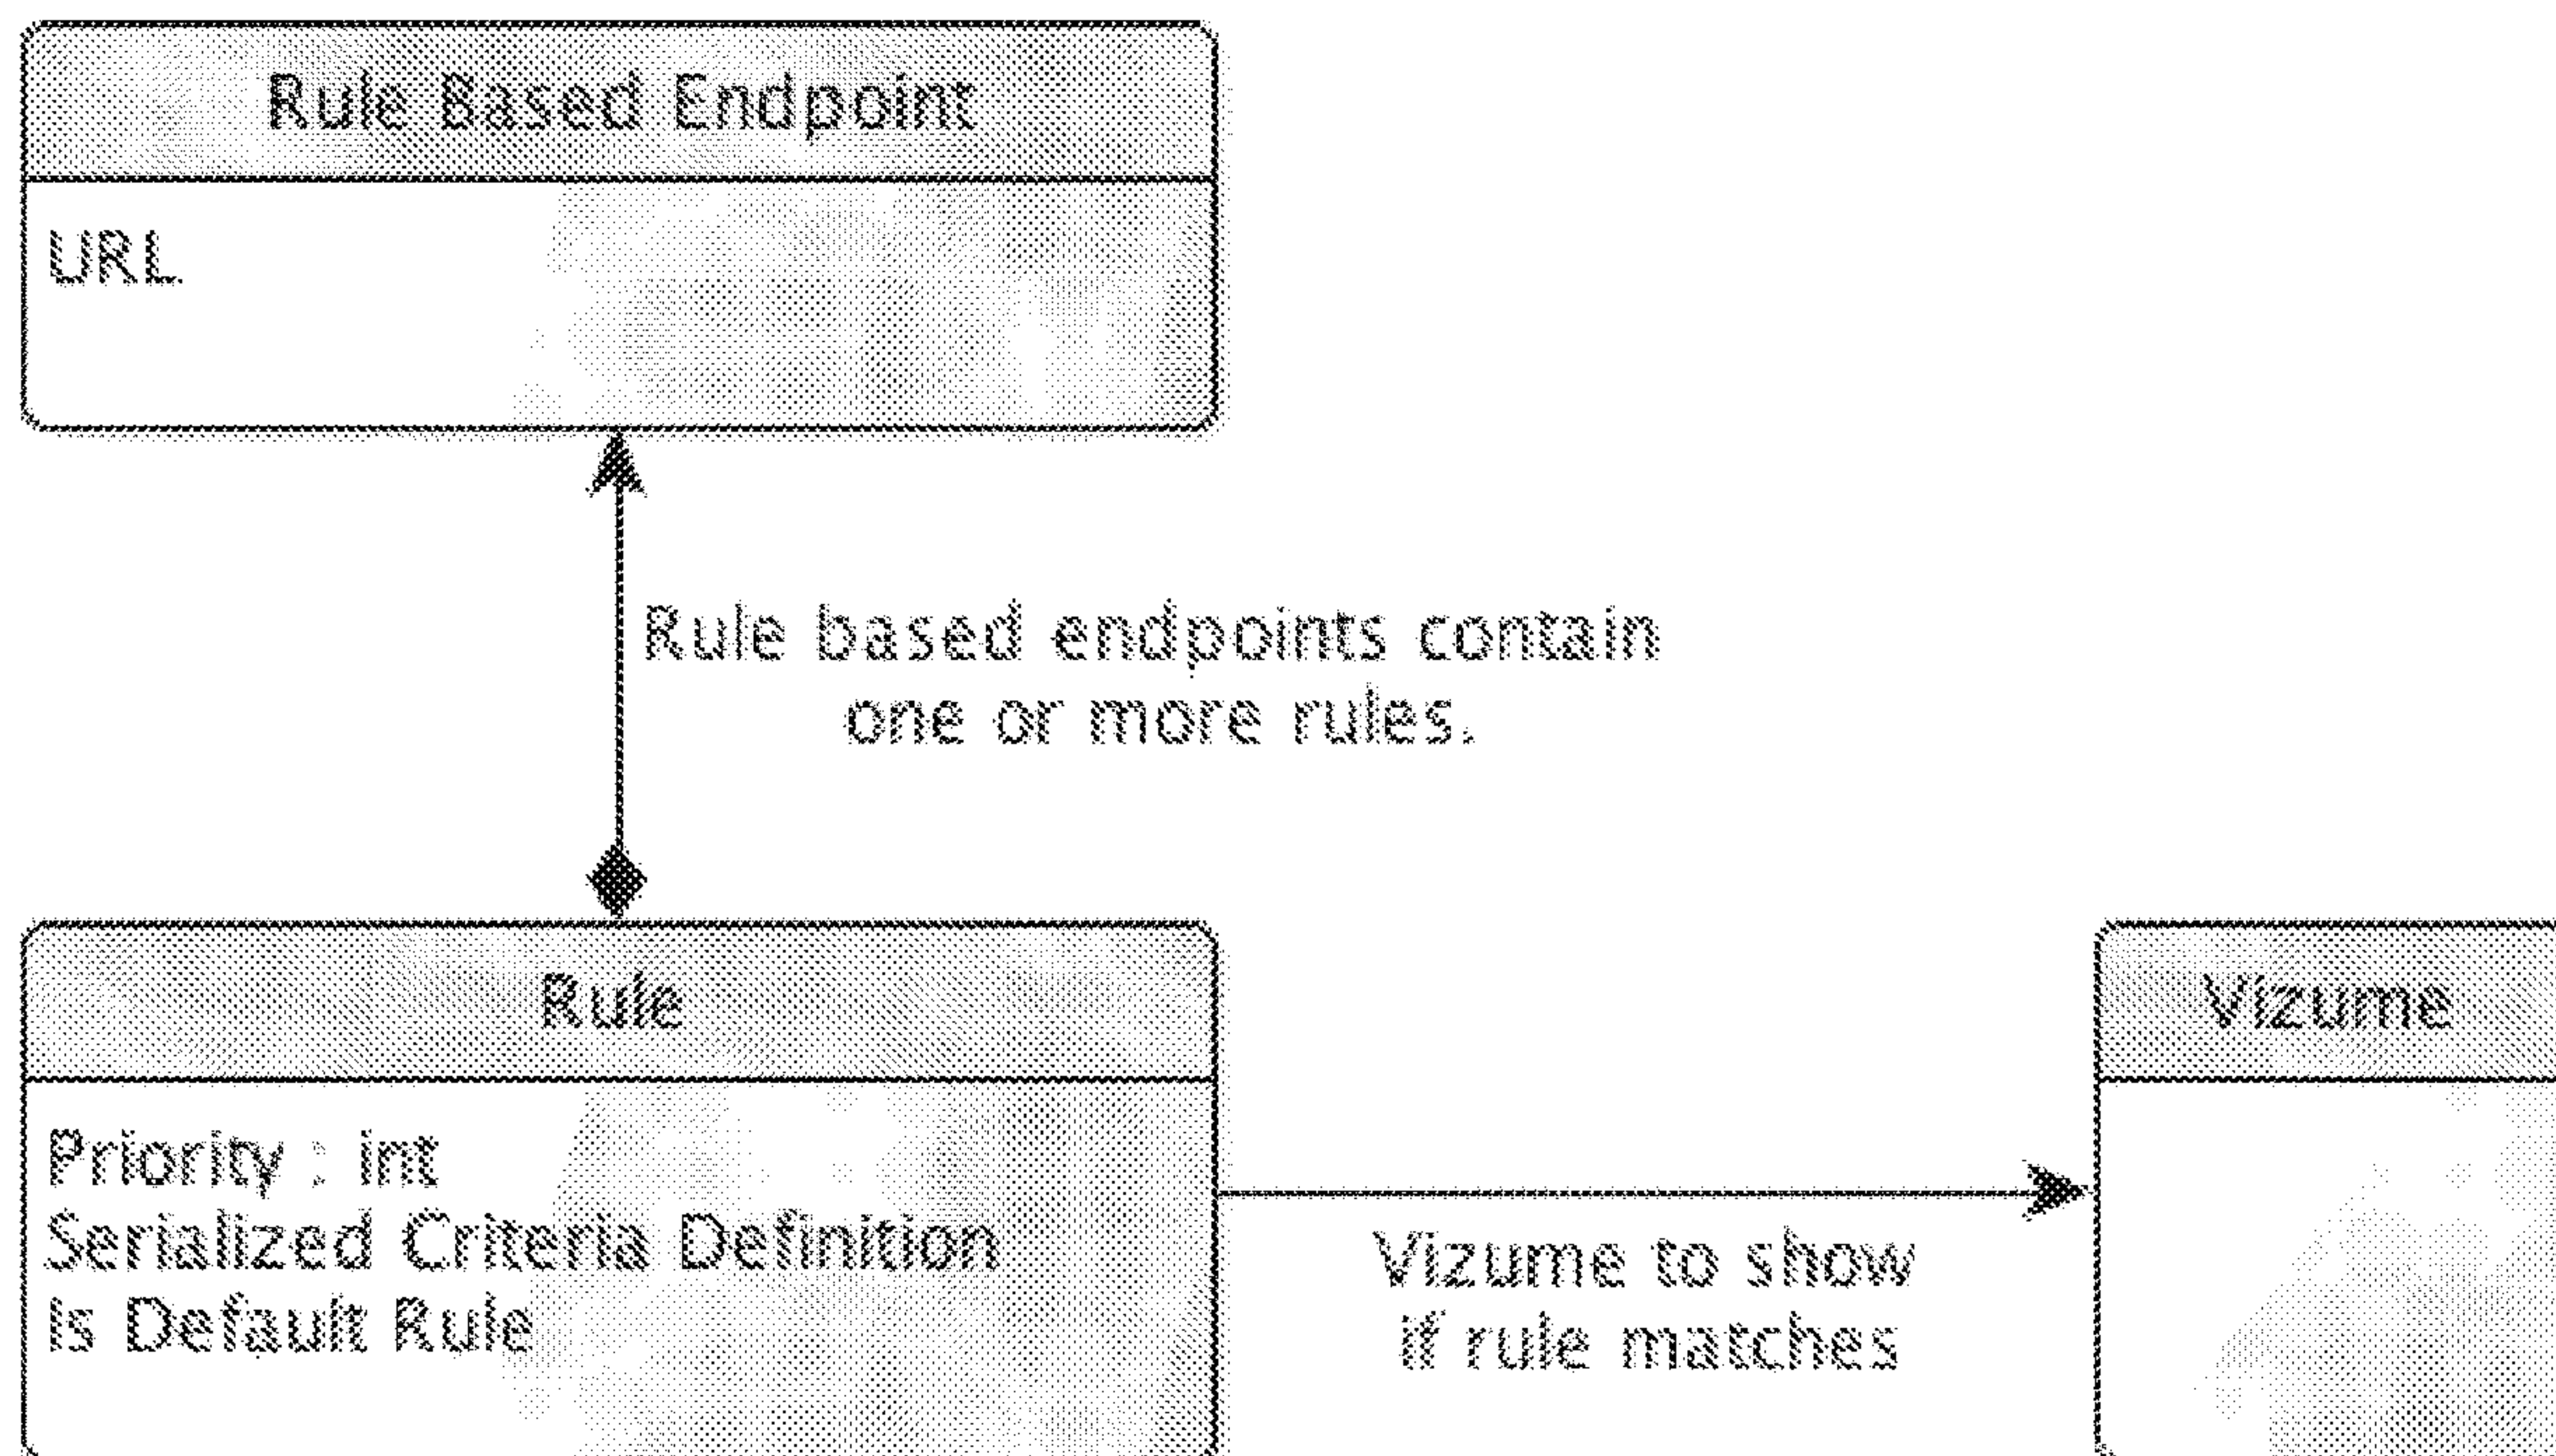 Rule Based Endpoint
URL
Rule based endpoints contain
one or more rules.
Rule
Priority : int
Serialized Criteria Definition
Is Default Rule
Vizume
Vizume to show
if rule matches